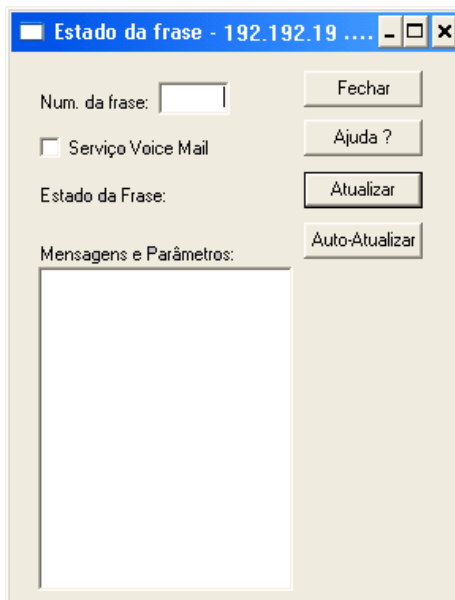 Estado da frase - 192.192.19 ....
Num. da frase:
Fechar
Serviço Voice Mail
Ajuda ?
Estado da Frase:
Atualizar
Mensagens e Parâmetros:
Auto-Atualizar